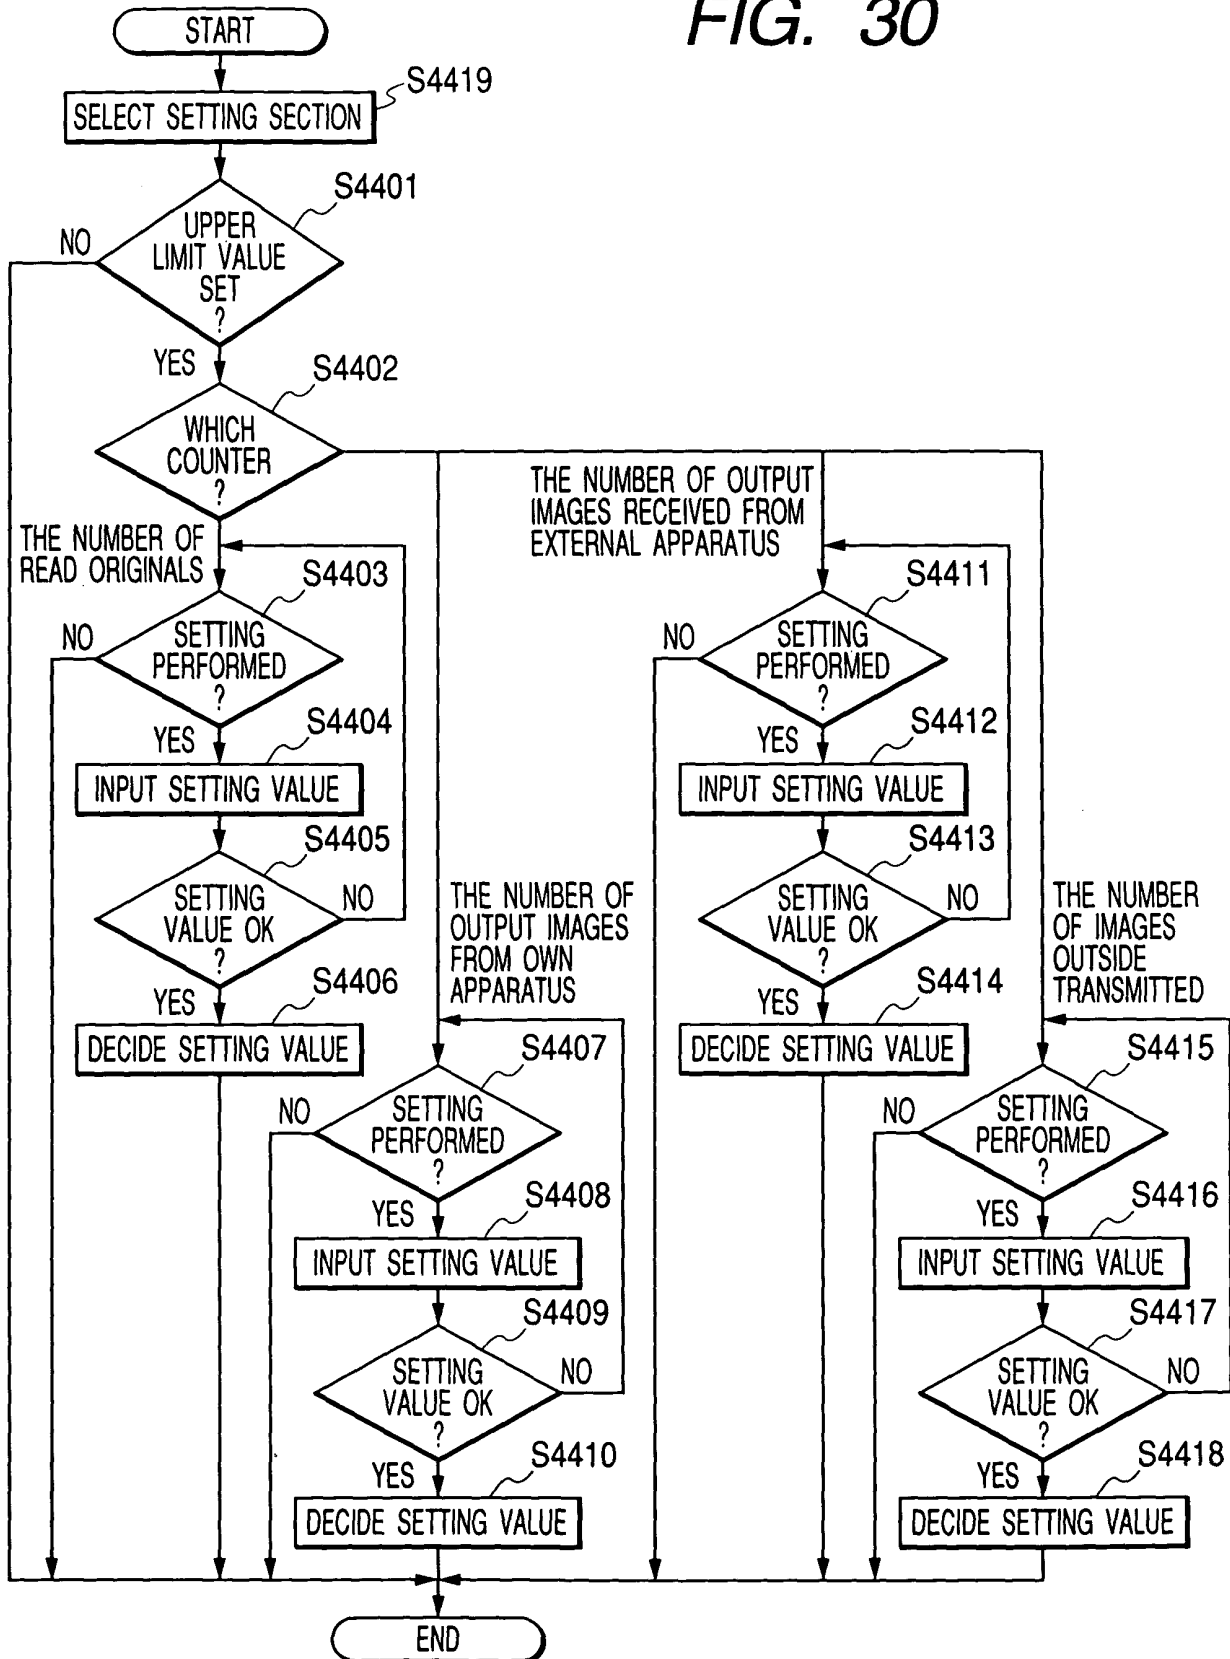 FIG. 30
START
S4419
SELECT SETTING SECTION
S4401
UPPER
LIMIT VALUE
SET
?
NO
YES
S4402
WHICH
COUNTER
?
THE NUMBER OF
READ ORIGINALS
S4403
NO
SETTING
PERFORMED
?
YES
S4404
INPUT SETTING VALUE
S4405
SETTING
VALUE OK
?
NO
YES
S4406
DECIDE SETTING VALUE
THE NUMBER OF
OUTPUT IMAGES
FROM OWN
APPARATUS
S4407
NO
SETTING
PERFORMED
?
YES
S4408
INPUT SETTING VALUE
S4409
SETTING
VALUE OK
?
NO
YES
S4410
DECIDE SETTING VALUE
THE NUMBER OF OUTPUT
IMAGES RECEIVED FROM
EXTERNAL APPARATUS
S4411
NO
SETTING
PERFORMED
?
YES
S4412
INPUT SETTING VALUE
S4413
SETTING
VALUE OK
?
NO
YES
S4414
DECIDE SETTING VALUE
THE NUMBER
OF IMAGES
OUTSIDE
TRANSMITTED
S4415
NO
SETTING
PERFORMED
?
YES
S4416
INPUT SETTING VALUE
S4417
SETTING
VALUE OK
?
NO
YES
S4418
DECIDE SETTING VALUE
END